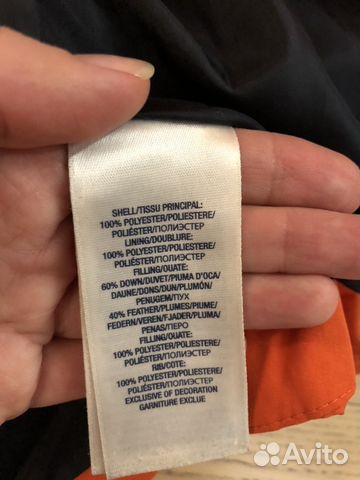 SHELL/TISSU PRINCIPAL:
100% POLYESTER/POLIESTERE/
POLIÉSTER/ПОЛИЭСТЕР
LINING/DOUBLURE:
100% POLYESTER/POLIESTERE/
POLIÉSTER/ПОЛИЭСТЕР
FILLING/OUATE:
60% DOWN/DUVET/PIUMA D'OCA/
DAUNE/DONS/DUN/PLUMÓN/
PENUGEM/ПУХ
40% FEATHER/PLUMES/PIUME/
FEDERN/VEREN/FJADER/PLUMA/
PENAS/ПЕРО
FILLING/OUATE:
100% POLYESTER/POLIESTERE/
POLIÉSTER/ПОЛИЭСТЕР
RIB/COTE:
100% POLYESTER/POLIESTERE/
POLIÉSTER/ПОЛИЭСТЕР
EXCLUSIVE OF DECORATION
GARNITURE EXCLUE
Avito